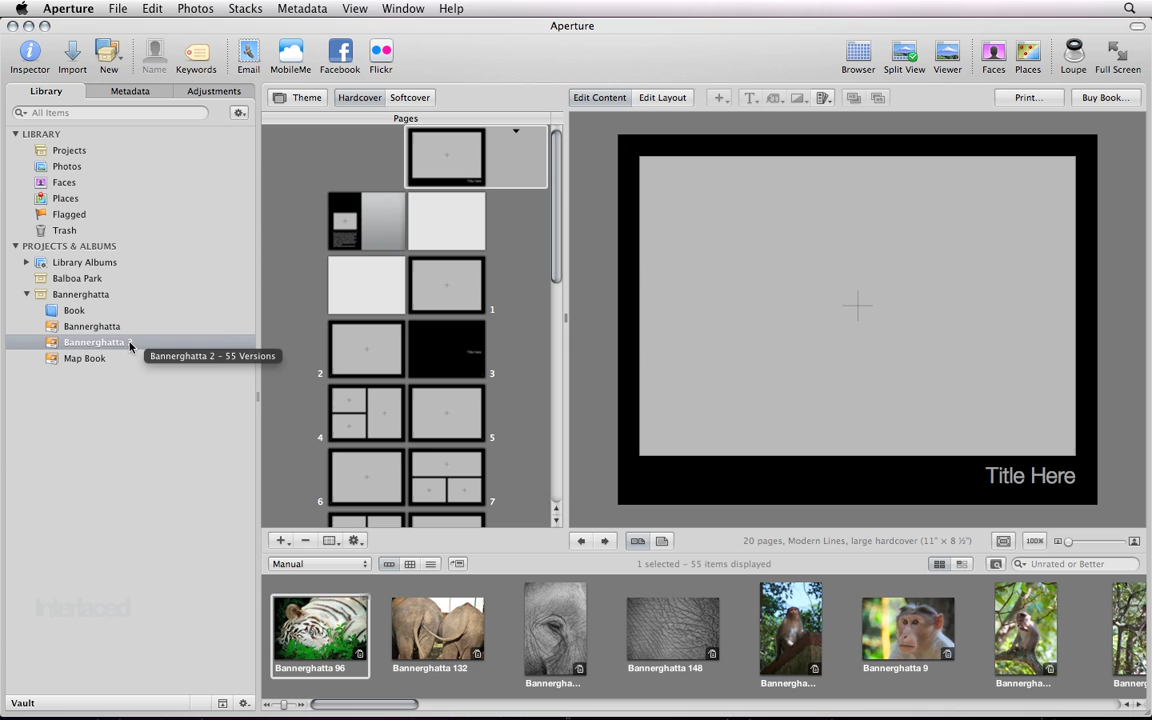 Aperture File Edit Photos Stacks Metadata View Window Help
Aperture
Inspector Import New Name Keywords Email MobileMe Facebook Flickr Browser Split View Viewer Faces Places Loupe Full Screen
Library Metadata Adjustments
Theme Hardcover Softcover Edit Content Edit Layout Print... Buy Book...
All Items
Pages
LIBRARY
Projects
Photos
Faces
Places
Flagged
Trash
PROJECTS & ALBUMS
Library Albums
Balboa Park
Bannerghatta
Book
Bannerghatta
Bannerghatta 2
Map Book
Bannerghatta 2 - 55 Versions
1
2 3
4 5
6 7
Title Here
20 pages, Modern Lines, large hardcover (11" × 8 ½")
100%
Manual
1 selected - 55 items displayed
Unrated or Better
Bannerghatta 96
Bannerghatta 132
Bannergha...
Bannerghatta 148
Bannergha...
Bannerghatta 9
Bannergha...
Bannerg
interlaced
Vault